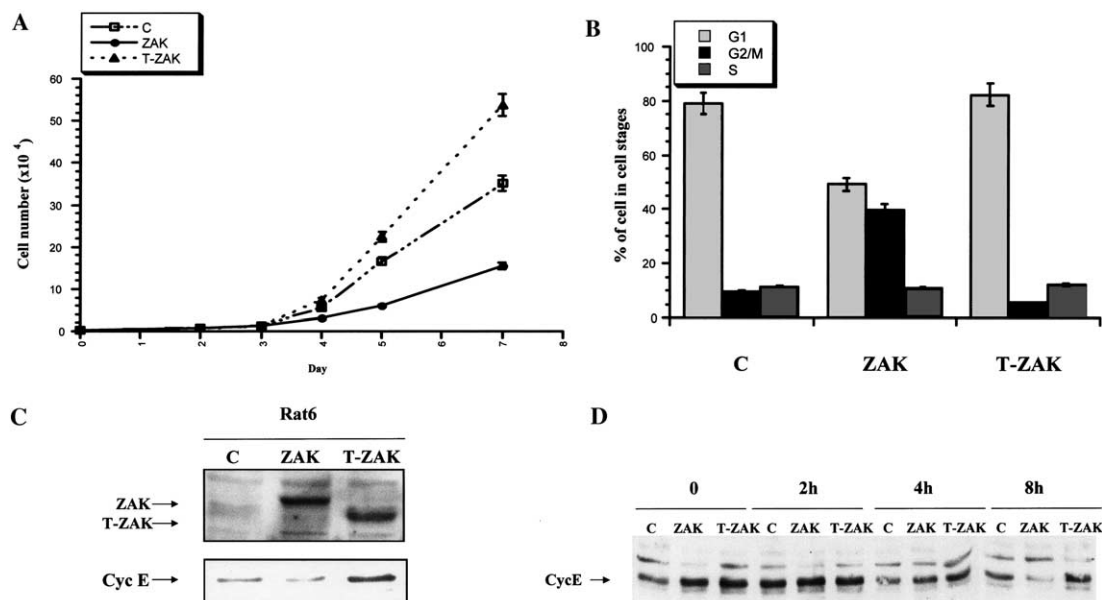 A
C
ZAK
T-ZAK
Cell number (x10 4)
60
50
40
30
20
10
0
0 1 2 3 4 5 7 8
Day
B
G1
G2/M
S
% of cell in cell stages
100
80
60
40
20
0
C ZAK T-ZAK
C
Rat6
C ZAK T-ZAK
ZAK
T-ZAK
Cyc E
D
0 2h 4h 8h
C ZAK T-ZAK C ZAK T-ZAK C ZAK T-ZAK C ZAK T-ZAK
CycE